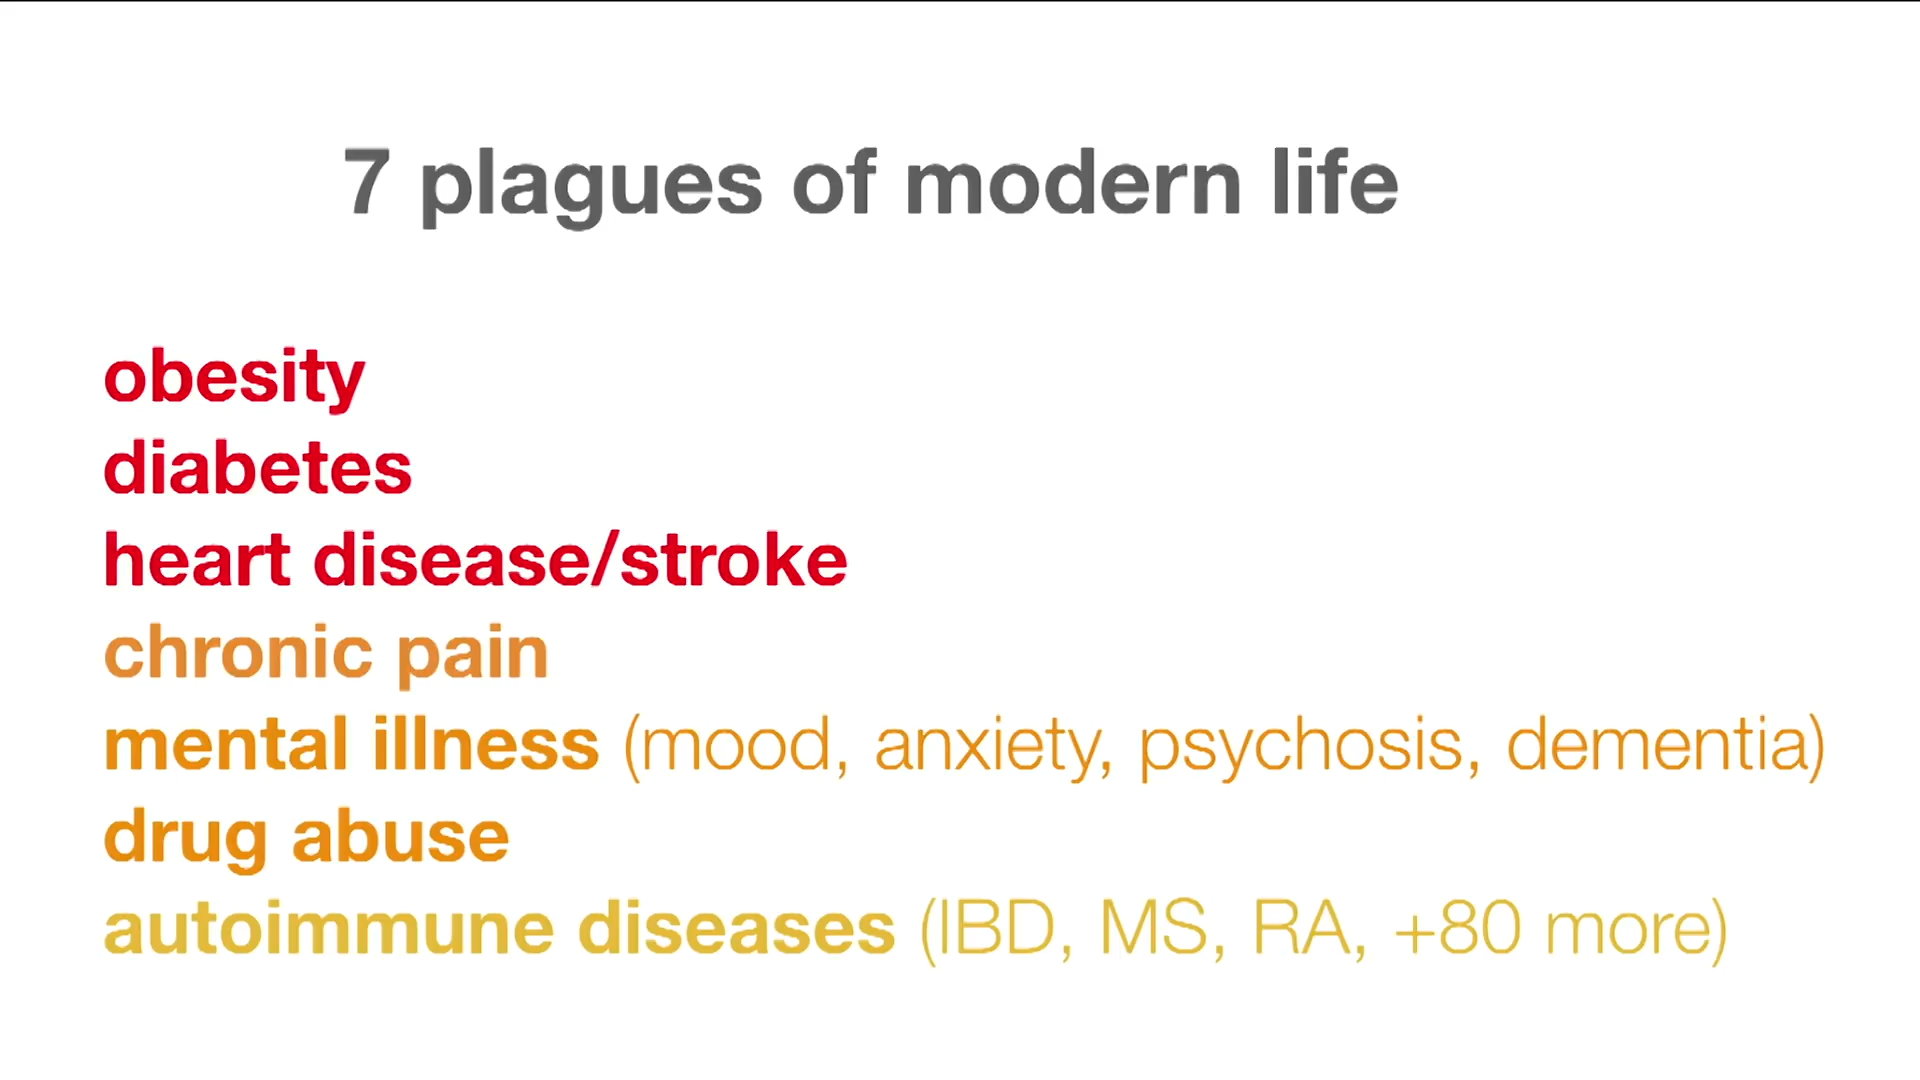 7 plagues of modern life
obesity
diabetes
heart disease/stroke
chronic pain
mental illness (mood, anxiety, psychosis, dementia)
drug abuse
autoimmune diseases (IBD, MS, RA, +80 more)